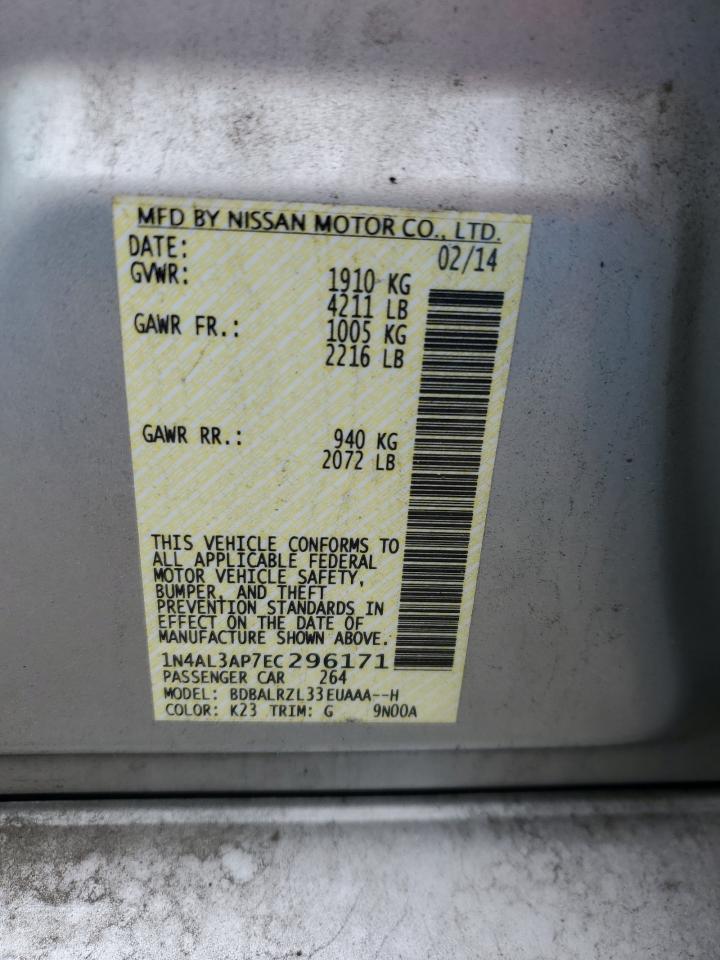 MFD BY NISSAN MOTOR CO., LTD.
DATE: 02/14
GVWR: 1910 KG
4211 LB
GAWR FR.: 1005 KG
2216 LB
GAWR RR.: 940 KG
2072 LB
THIS VEHICLE CONFORMS TO
ALL APPLICABLE FEDERAL
MOTOR VEHICLE SAFETY,
BUMPER, AND THEFT
PREVENTION STANDARDS IN
EFFECT ON THE DATE OF
MANUFACTURE SHOWN ABOVE.
1N4AL3AP7EC296171
PASSENGER CAR 264
MODEL: BDBALRZL33EUAAA--H
COLOR: K23 TRIM: G 9N00A